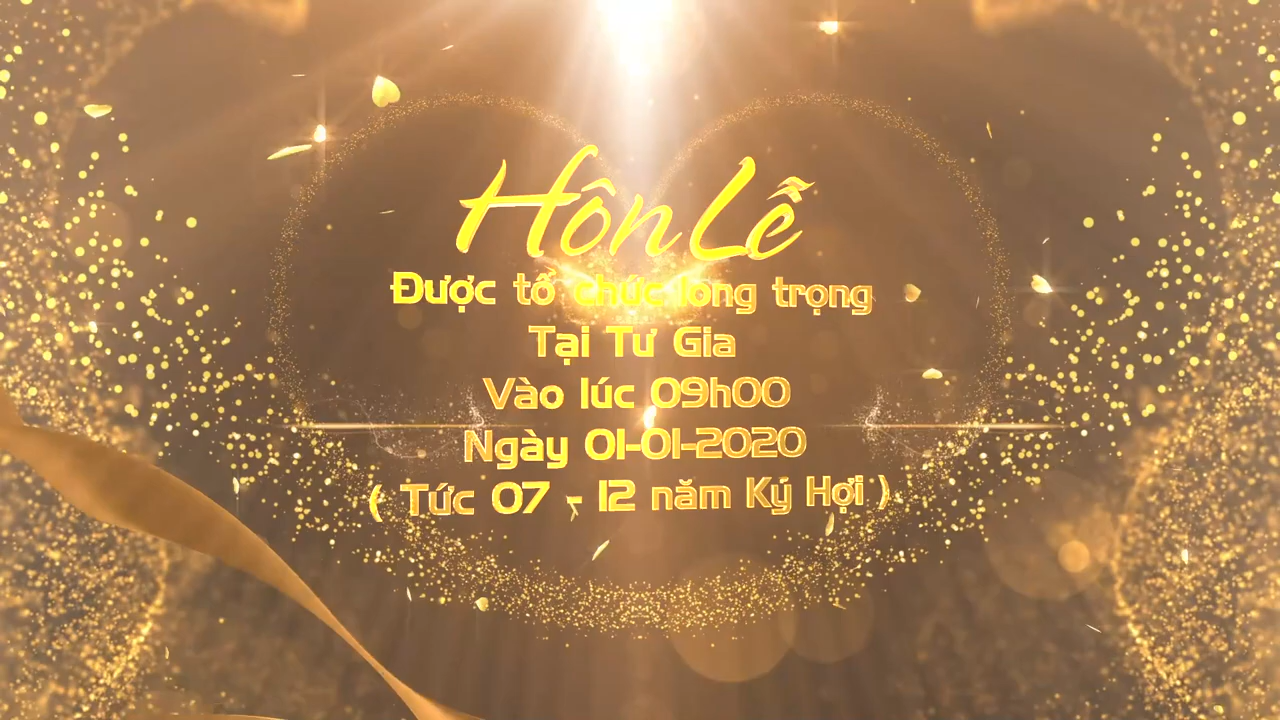 Hôn Lễ
Được tổ chức long trọng
Tại Tư Gia
Vào lúc 09h00
Ngày 01-01-2020
( Tức 07 - 12 năm Ký Hợi )